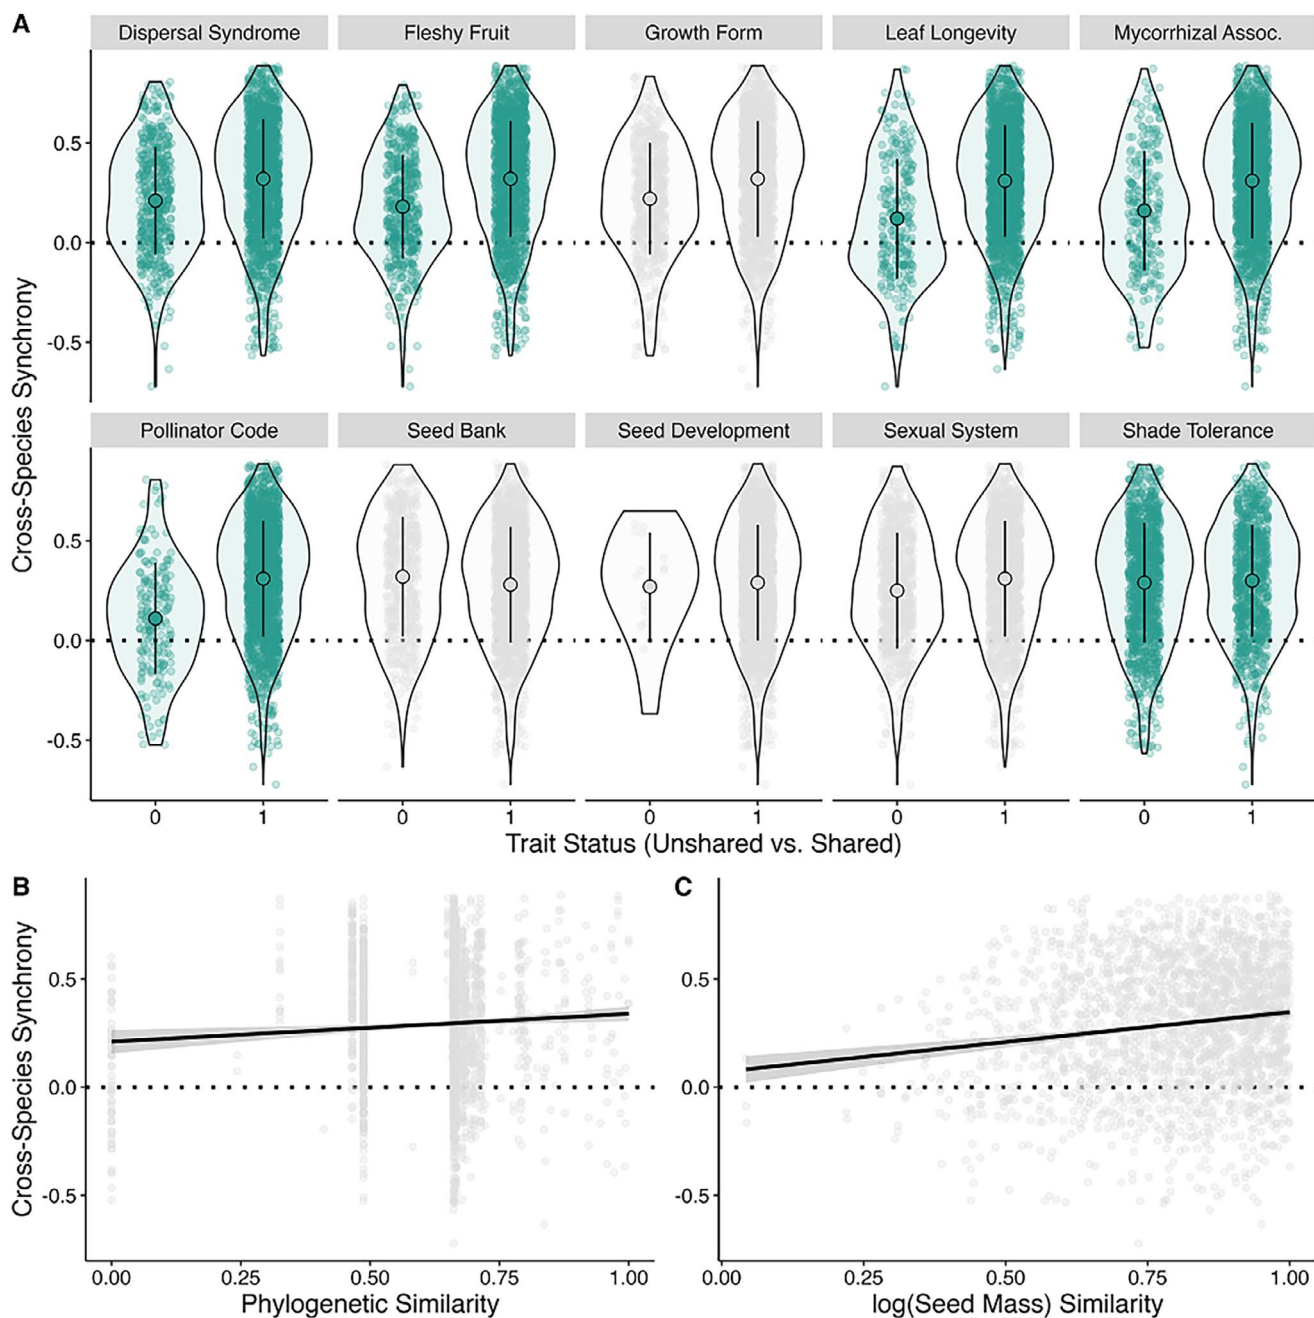 A
Dispersal Syndrome Fleshy Fruit Growth Form Leaf Longevity Mycorrhizal Assoc.
0.5
0.0
-0.5
Cross-Species Synchrony
Pollinator Code Seed Bank Seed Development Sexual System Shade Tolerance
0.5
0.0
-0.5
0 1 0 1 0 1 0 1 0 1
Trait Status (Unshared vs. Shared)
B
Cross-Species Synchrony
0.5
0.0
-0.5
0.00 0.25 0.50 0.75 1.00
Phylogenetic Similarity
C
0.5
0.0
-0.5
0.00 0.25 0.50 0.75 1.00
log(Seed Mass) Similarity